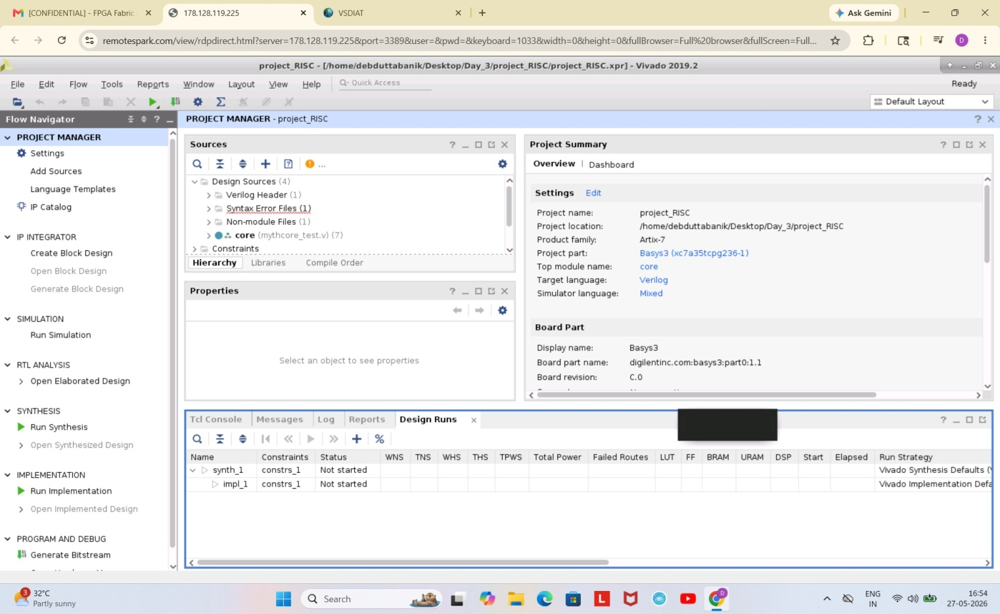 [CONFIDENTIAL] - FPGA Fabric
178.128.119.225
VSDIAT
Ask Gemini
remotespark.com/view/rdpdirect.html?server=178.128.119.225&port=3389&user=&pwd=&keyboard=1033&width=0&height=0&fullBrowser=Full%20browser&fullScreen=Full...
D
project_RISC - [/home/debduttabanik/Desktop/Day_3/project_RISC/project_RISC.xpr] - Vivado 2019.2
File Edit Flow Tools Reports Window Layout View Help Quick Access Ready
Default Layout
Flow Navigator
PROJECT MANAGER
Settings
Add Sources
Language Templates
IP Catalog
IP INTEGRATOR
Create Block Design
Open Block Design
Generate Block Design
SIMULATION
Run Simulation
RTL ANALYSIS
Open Elaborated Design
SYNTHESIS
Run Synthesis
Open Synthesized Design
IMPLEMENTATION
Run Implementation
Open Implemented Design
PROGRAM AND DEBUG
Generate Bitstream
PROJECT MANAGER - project_RISC
Sources
...
Design Sources (4)
Verilog Header (1)
Syntax Error Files (1)
Non-module Files (1)
core (mythcore_test.v) (7)
Constraints
Hierarchy Libraries Compile Order
Properties
Select an object to see properties
Project Summary
Overview Dashboard
Settings Edit
Project name: project_RISC
Project location: /home/debduttabanik/Desktop/Day_3/project_RISC
Product family: Artix-7
Project part: Basys3 (xc7a35tcpg236-1)
Top module name: core
Target language: Verilog
Simulator language: Mixed
Board Part
Display name: Basys3
Board part name: digilentinc.com:basys3:part0:1.1
Board revision: C.0
Tcl Console Messages Log Reports Design Runs
Name Constraints Status WNS TNS WHS THS TPWS Total Power Failed Routes LUT FF BRAM URAM DSP Start Elapsed Run Strategy
synth_1 constrs_1 Not started Vivado Synthesis Defaults (
impl_1 constrs_1 Not started Vivado Implementation Defa
3
32°C
Partly sunny
Search
L
D
ENG
IN
16:54
27-05-2026